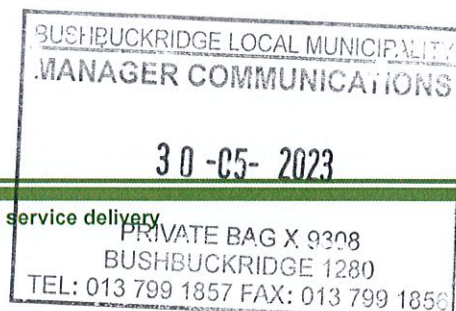 BUSHBUCKRIDGE LOCAL MUNICIPALITY
MANAGER COMMUNICATIONS
30 -05- 2023
service delivery
PRIVATE BAG X 9308
BUSHBUCKRIDGE 1280
TEL: 013 799 1857 FAX: 013 799 1856